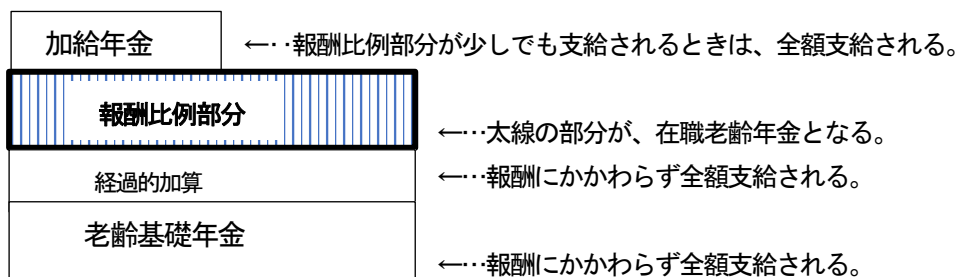 加給年金 ←‥報酬比例部分が少しでも支給されるときは、全額支給される。
報酬比例部分
←…太線の部分が、在職老齢年金となる。
経過的加算 ←…報酬にかかわらず全額支給される。
老齢基礎年金
←…報酬にかかわらず全額支給される。